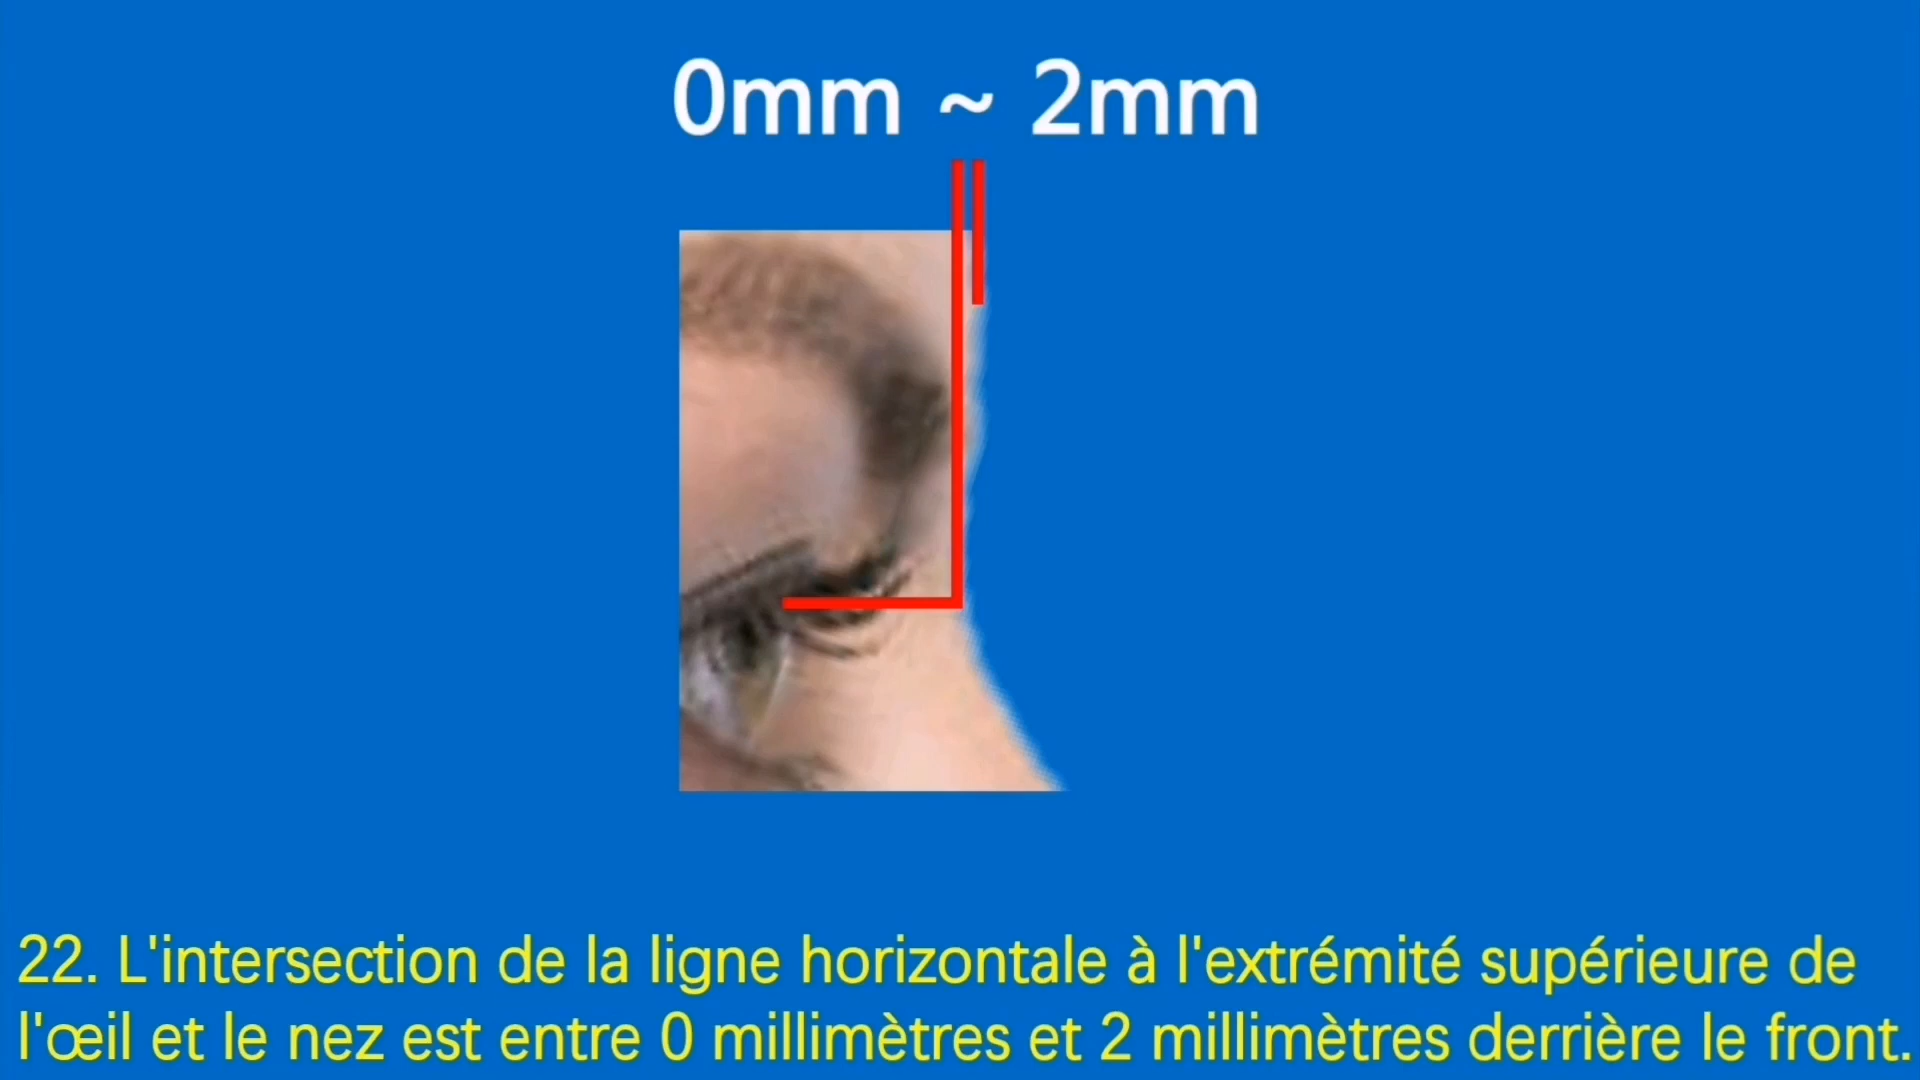 0mm ~ 2mm
22. L'intersection de la ligne horizontale à l'extrémité supérieure de
l'œil et le nez est entre 0 millimètres et 2 millimètres derrière le front.